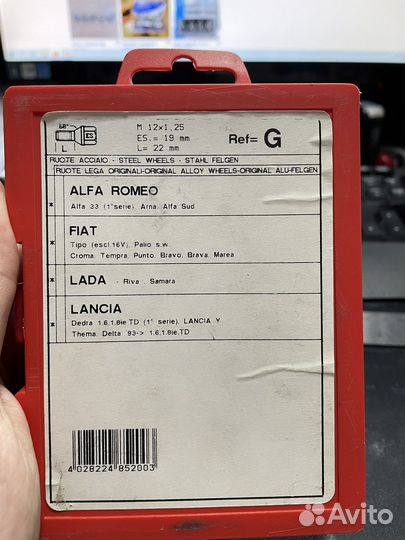 60°
ES
L
M 12x1.25
ES.= 19 mm
L= 22 mm
Ref= G
RUOTE ACCIAIO - STEEL WHEELS - STAHL FELGEN
RUOTE LEGA ORIGINALI-ORIGINAL ALLOY WHEELS-ORIGINAL ALU-FELGEN
ALFA ROMEO
* Alfa 33 (1°serie), Arna, Alfa Sud
FIAT
Tipo (escl.16V), Palio s.w.
* Croma, Tempra, Punto, Bravo, Brava, Marea
* LADA - Riva , Samara
LANCIA
* Dedra 1.6,1.8ie,TD (1° serie), LANCIA Y
Thema, Delta '93-> 1.6,1.8ie,TD
4 028224 852003
Avito